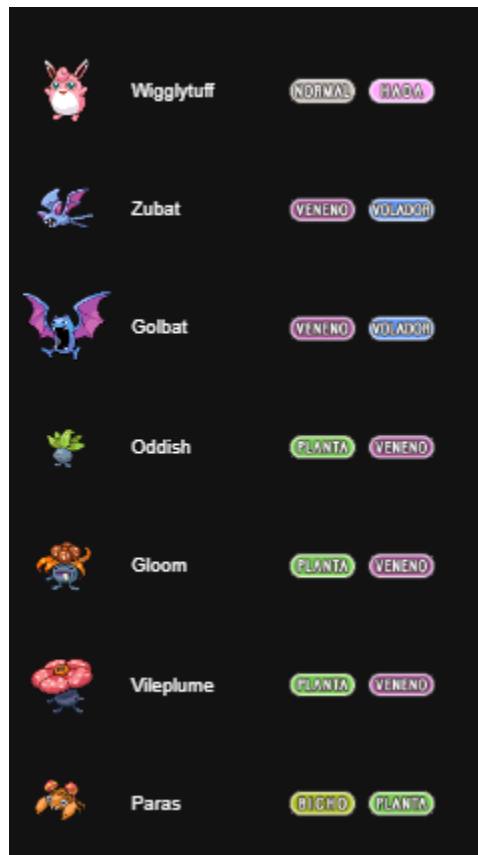 Wigglytuff NORMAL HADA
Zubat VENENO VOLADOR
Golbat VENENO VOLADOR
Oddish PLANTA VENENO
Gloom PLANTA VENENO
Vileplume PLANTA VENENO
Paras BICHO PLANTA